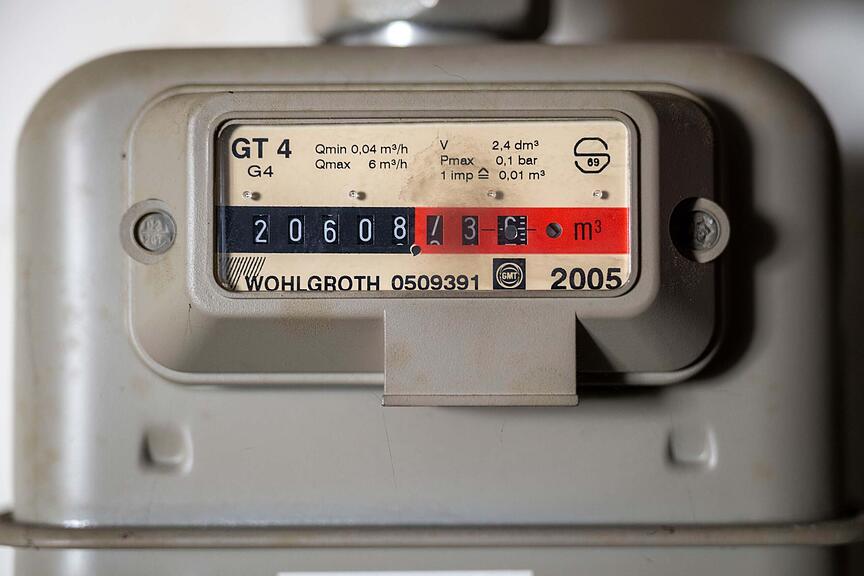 GT 4
G4
Qmin 0,04 m³/h
Qmax 6 m³/h
V 2,4 dm³
Pmax 0,1 bar
1 imp ≙ 0,01 m³
S 69
2 0 6 0 8 7 3 m³
WOHLGROTH 0509391 GMT 2005